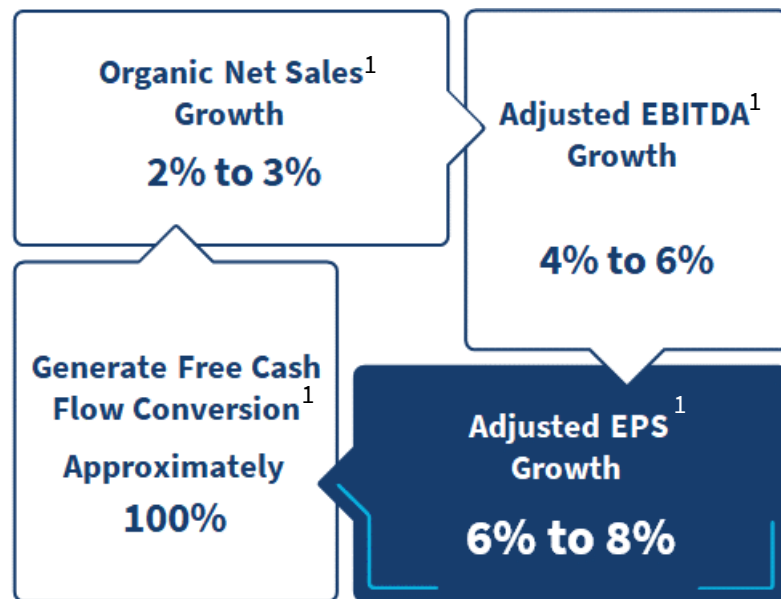 Organic Net Sales¹
Growth
2% to 3%
Adjusted EBITDA¹
Growth
4% to 6%
Adjusted EPS¹
Growth
6% to 8%
Generate Free Cash
Flow Conversion¹
Approximately
100%